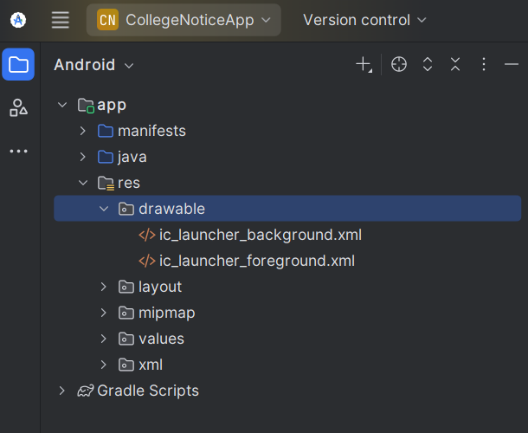 CN CollegeNoticeApp Version control
Android
app
manifests
java
res
drawable
</> ic_launcher_background.xml
</> ic_launcher_foreground.xml
layout
mipmap
values
xml
Gradle Scripts